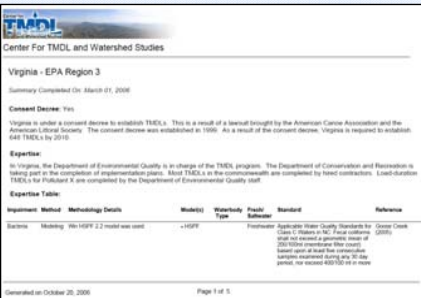 Center for
TMDL
Center For TMDL and Watershed Studies
Virginia - EPA Region 3
Summary Completed On: March 01, 2006
Consent Decree: Yes
Virginia is under a consent decree to establish TMDLs. This is a result of a lawsuit brought by the American Canoe Association and the
American Littoral Society. The consent decree was established in 1999. As a result of the consent decree, Virginia is required to establish
648 TMDLs by 2010.
Expertise:
In Virginia, the Department of Environmental Quality is in charge of the TMDL program. The Department of Conservation and Recreation is
taking part in the completion of implementation plans. Most TMDLs in the commonwealth are completed by hired contractors. Load-duration
TMDLs for Pollutant X are completed by the Department of Environmental Quality staff.
Expertise Table:
Impairment Method Methodology Details Model(s) Waterbody Type Fresh/Saltwater Standard Reference
Bacteria Modeling Win HSPF 2.2 model was used. • HSPF Freshwater Applicable Water Quality Standards for Goose Creek
Class C Waters in NC: Fecal coliforms (2005)
shall not exceed a geometric mean of
200/100ml (membrane filter count)
based upon at least five consecutive
samples examined during any 30 day
period, nor exceed 400/100 ml in more
Generated on October 20, 2006 Page 1 of 5